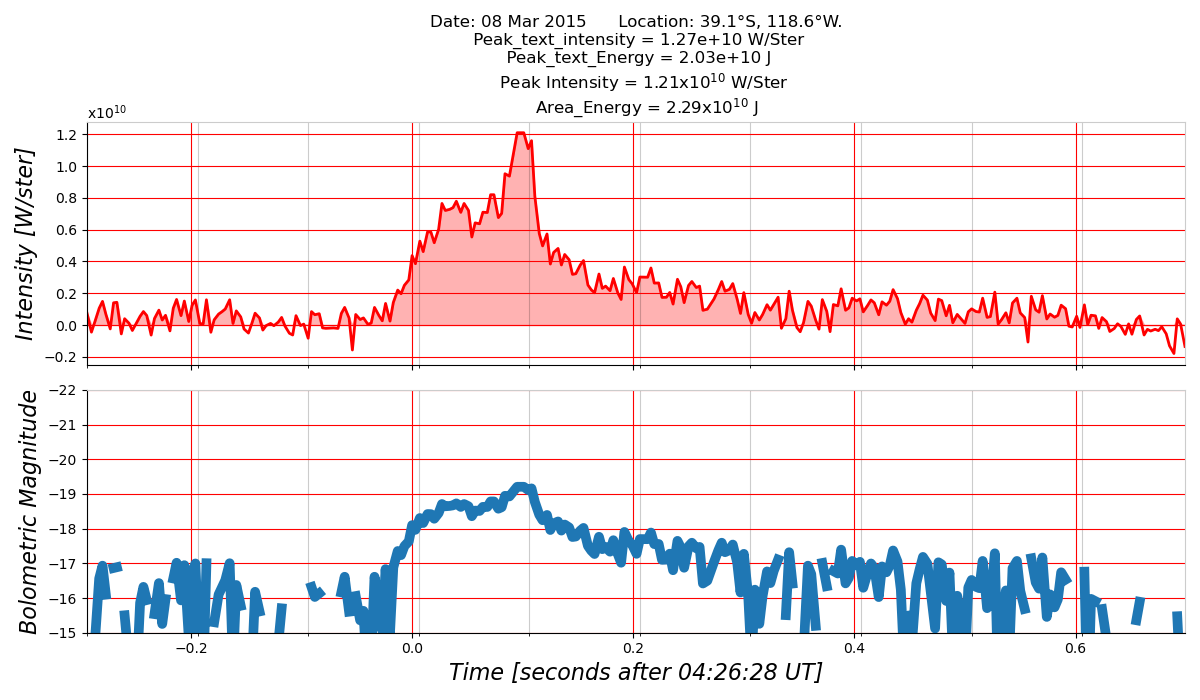 Date: 08 Mar 2015      Location: 39.1°S, 118.6°W.
Peak_text_intensity = 1.27e+10 W/Ster
Peak_text_Energy = 2.03e+10 J
Peak Intensity = 1.21x10¹⁰ W/Ster
Area_Energy = 2.29x10¹⁰ J
x10¹⁰
Intensity [W/ster]
1.2
1.0
0.8
0.6
0.4
0.2
0.0
−0.2
Bolometric Magnitude
−22
−21
−20
−19
−18
−17
−16
−15
−0.2 0.0 0.2 0.4 0.6
Time [seconds after 04:26:28 UT]